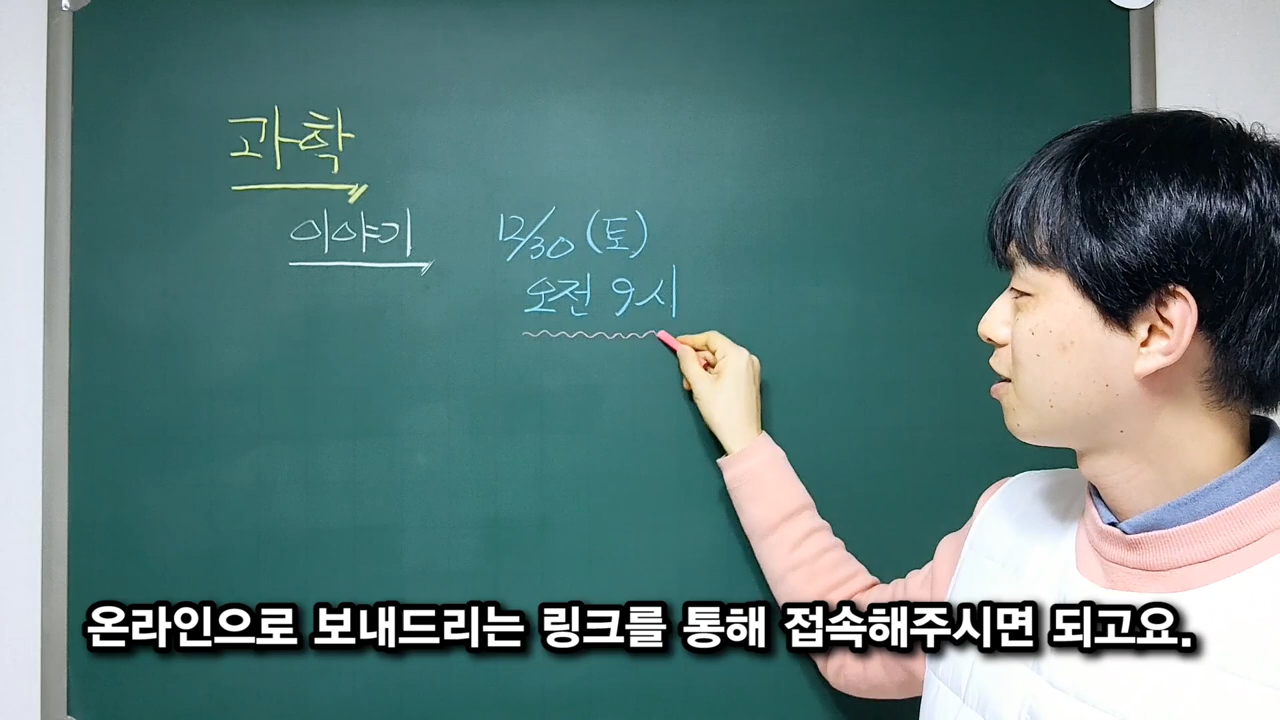 과학
이야기
12/30 (토)
오전 9시
온라인으로 보내드리는 링크를 통해 접속해주시면 되고요.